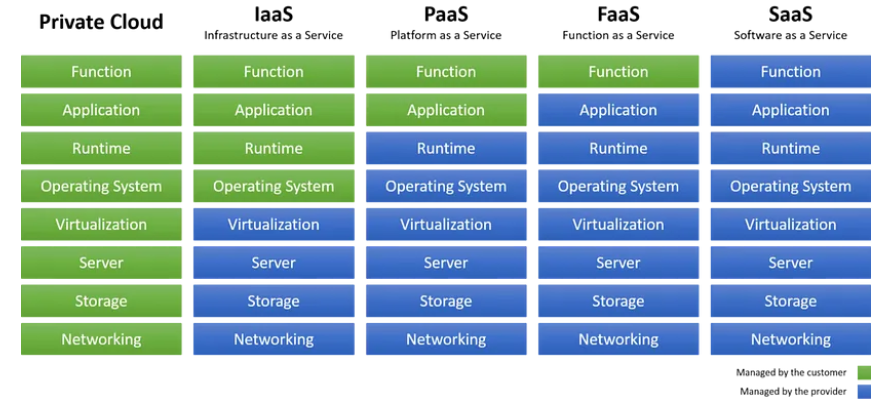 Private Cloud
IaaS
Infrastructure as a Service
PaaS
Platform as a Service
FaaS
Function as a Service
SaaS
Software as a Service
Function
Function
Function
Function
Function
Application
Application
Application
Application
Application
Runtime
Runtime
Runtime
Runtime
Runtime
Operating System
Operating System
Operating System
Operating System
Operating System
Virtualization
Virtualization
Virtualization
Virtualization
Virtualization
Server
Server
Server
Server
Server
Storage
Storage
Storage
Storage
Storage
Networking
Networking
Networking
Networking
Networking
Managed by the customer
Managed by the provider